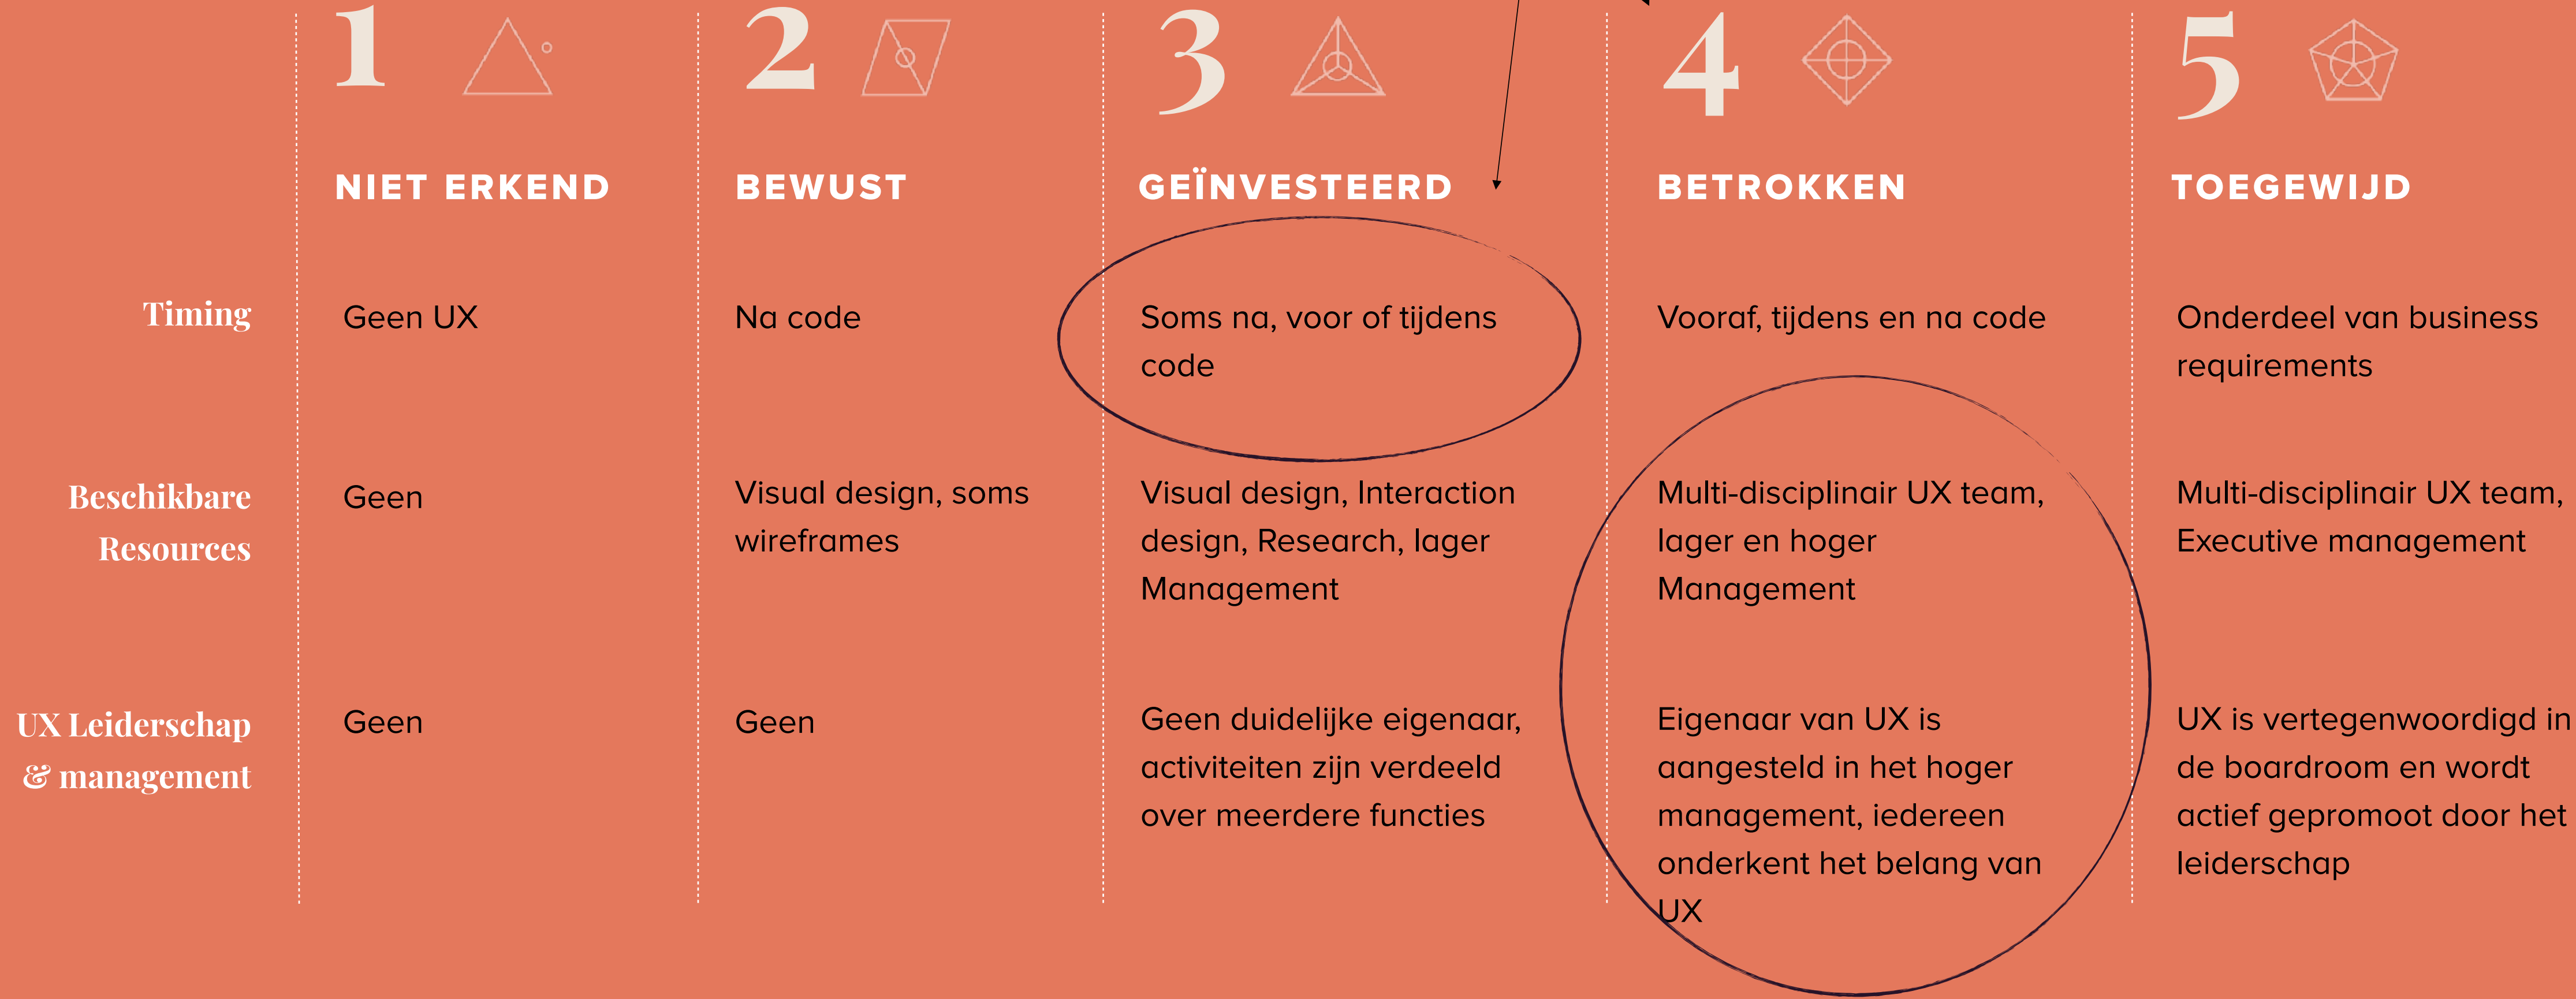 1
2
3
4
5
NIET ERKEND
BEWUST
GEÏNVESTEERD
BETROKKEN
TOEGEWIJD
Timing
Geen UX
Na code
Soms na, voor of tijdens
code
Vooraf, tijdens en na code
Onderdeel van business
requirements
Beschikbare
Resources
Geen
Visual design, soms
wireframes
Visual design, Interaction
design, Research, lager
Management
Multi-disciplinair UX team,
lager en hoger
Management
Multi-disciplinair UX team,
Executive management
UX Leiderschap
& management
Geen
Geen
Geen duidelijke eigenaar,
activiteiten zijn verdeeld
over meerdere functies
Eigenaar van UX is
aangesteld in het hoger
management, iedereen
onderkent het belang van
UX
UX is vertegenwoordigd in
de boardroom en wordt
actief gepromoot door het
leiderschap